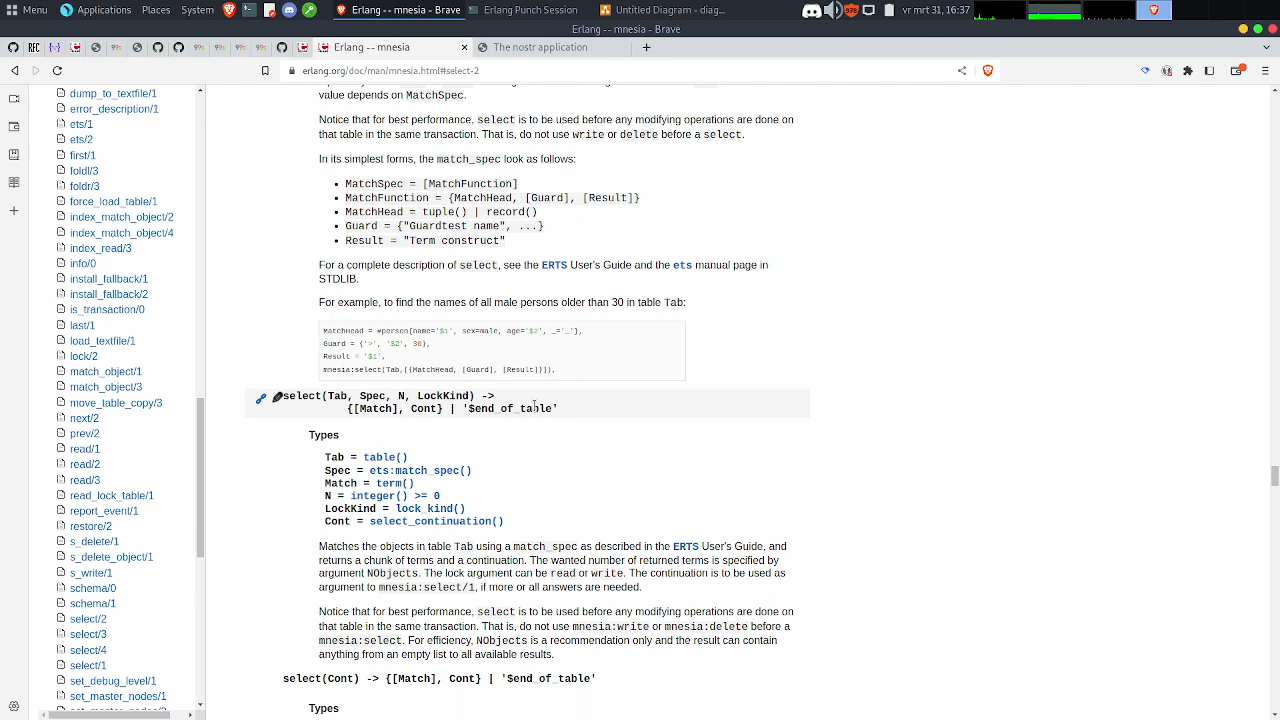 Menu Applications Places System Erlang -- mnesia - Brave Erlang Punch Session Untitled Diagram - diag... vr mrt 31, 16:37
Erlang -- mnesia - Brave
Erlang -- mnesia The nostr application
erlang.org/doc/man/mnesia.html#select-2
dump_to_textfile/1
error_description/1
ets/1
ets/2
first/1
foldl/3
foldr/3
force_load_table/1
index_match_object/2
index_match_object/4
index_read/3
info/0
install_fallback/1
install_fallback/2
is_transaction/0
last/1
load_textfile/1
lock/2
match_object/1
match_object/3
move_table_copy/3
next/2
prev/2
read/1
read/2
read/3
read_lock_table/1
report_event/1
restore/2
s_delete/1
s_delete_object/1
s_write/1
schema/0
schema/1
select/2
select/3
select/4
select/1
set_debug_level/1
set_master_nodes/1
value depends on MatchSpec.
Notice that for best performance, select is to be used before any modifying operations are done on
that table in the same transaction. That is, do not use write or delete before a select.
In its simplest forms, the match_spec look as follows:
• MatchSpec = [MatchFunction]
• MatchFunction = {MatchHead, [Guard], [Result]}
• MatchHead = tuple() | record()
• Guard = {"Guardtest name", ...}
• Result = "Term construct"
For a complete description of select, see the ERTS User's Guide and the ets manual page in
STDLIB.
For example, to find the names of all male persons older than 30 in table Tab:
MatchHead = #person{name='$1', sex=male, age='$2', _='_'},
Guard = {'>', '$2', 30},
Result = '$1',
mnesia:select(Tab,[{MatchHead, [Guard], [Result]}]),
select(Tab, Spec, N, LockKind) ->
{[Match], Cont} | '$end_of_table'
Types
Tab = table()
Spec = ets:match_spec()
Match = term()
N = integer() >= 0
LockKind = lock_kind()
Cont = select_continuation()
Matches the objects in table Tab using a match_spec as described in the ERTS User's Guide, and
returns a chunk of terms and a continuation. The wanted number of returned terms is specified by
argument NObjects. The lock argument can be read or write. The continuation is to be used as
argument to mnesia:select/1, if more or all answers are needed.
Notice that for best performance, select is to be used before any modifying operations are done on
that table in the same transaction. That is, do not use mnesia:write or mnesia:delete before a
mnesia:select. For efficiency, NObjects is a recommendation only and the result can contain
anything from an empty list to all available results.
select(Cont) -> {[Match], Cont} | '$end_of_table'
Types